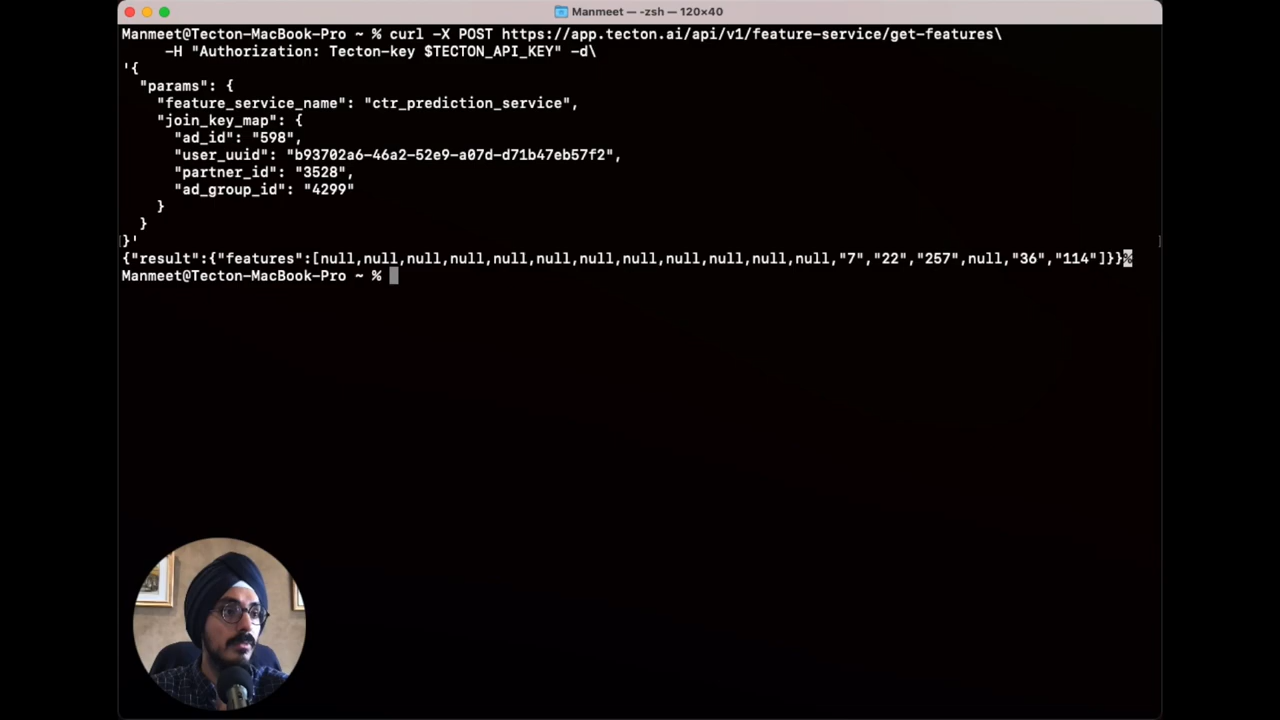 Manmeet — -zsh — 120×40
Manmeet@Tecton-MacBook-Pro ~ % curl -X POST https://app.tecton.ai/api/v1/feature-service/get-features\
     -H "Authorization: Tecton-key $TECTON_API_KEY" -d\
'{
  "params": {
    "feature_service_name": "ctr_prediction_service",
    "join_key_map": {
      "ad_id": "598",
      "user_uuid": "b93702a6-46a2-52e9-a07d-d71b47eb57f2",
      "partner_id": "3528",
      "ad_group_id": "4299"
    }
  }
}'
{"result":{"features":[null,null,null,null,null,null,null,null,null,null,null,null,"7","22","257",null,"36","114"]}}%
Manmeet@Tecton-MacBook-Pro ~ %